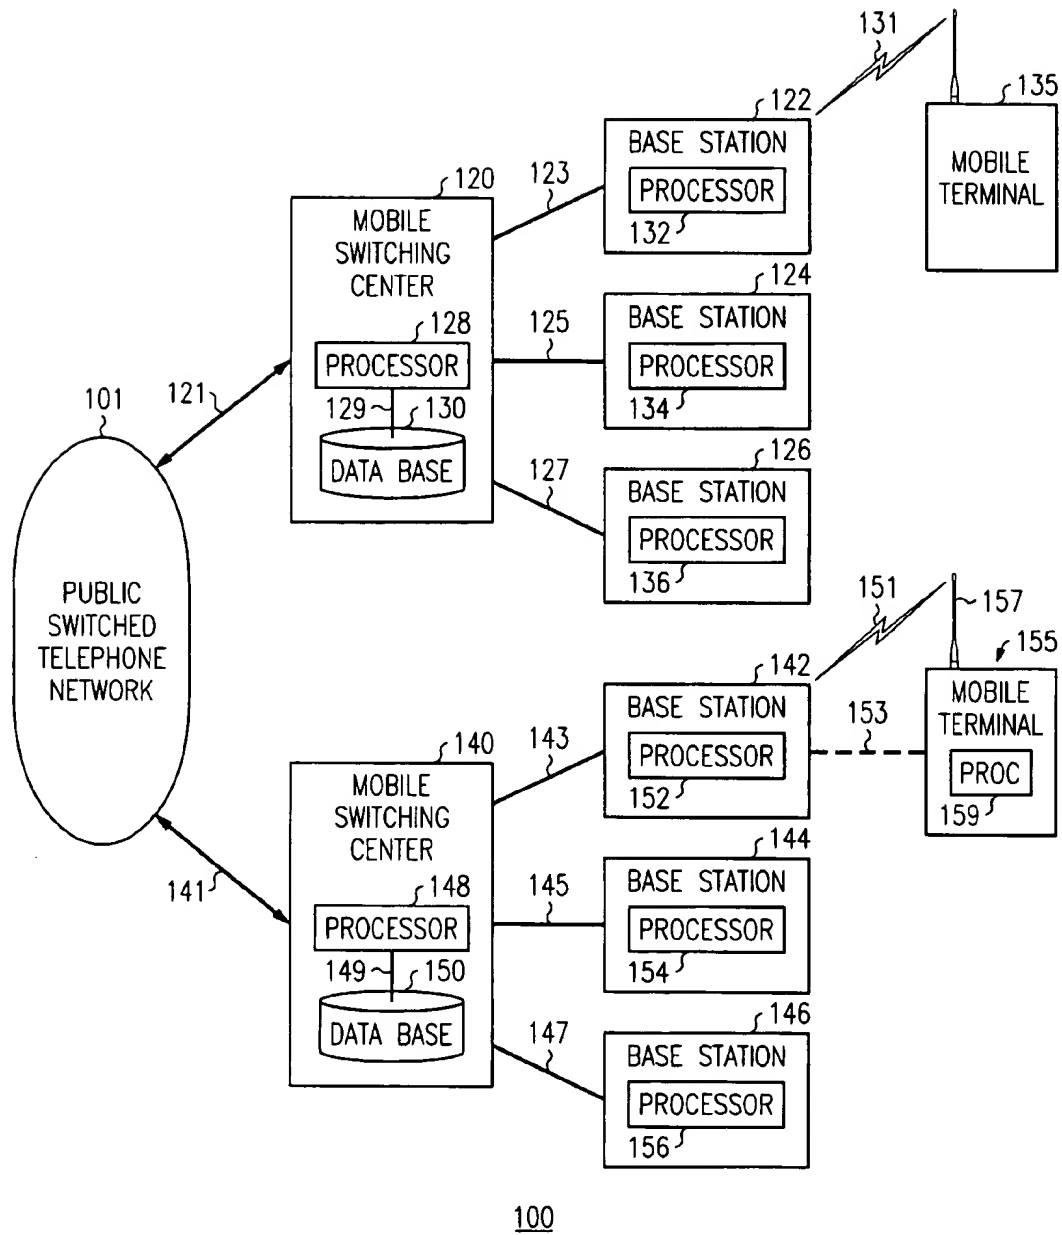 131
135
MOBILE
TERMINAL
122
BASE STATION
PROCESSOR
132
123
120
MOBILE
SWITCHING
CENTER
128
PROCESSOR
129
130
DATA BASE
124
BASE STATION
PROCESSOR
134
125
126
BASE STATION
PROCESSOR
136
127
121
101
PUBLIC
SWITCHED
TELEPHONE
NETWORK
141
151
157
155
MOBILE
TERMINAL
PROC
159
153
142
BASE STATION
PROCESSOR
152
143
140
MOBILE
SWITCHING
CENTER
148
PROCESSOR
149
150
DATA BASE
144
BASE STATION
PROCESSOR
154
145
146
BASE STATION
PROCESSOR
156
147
100